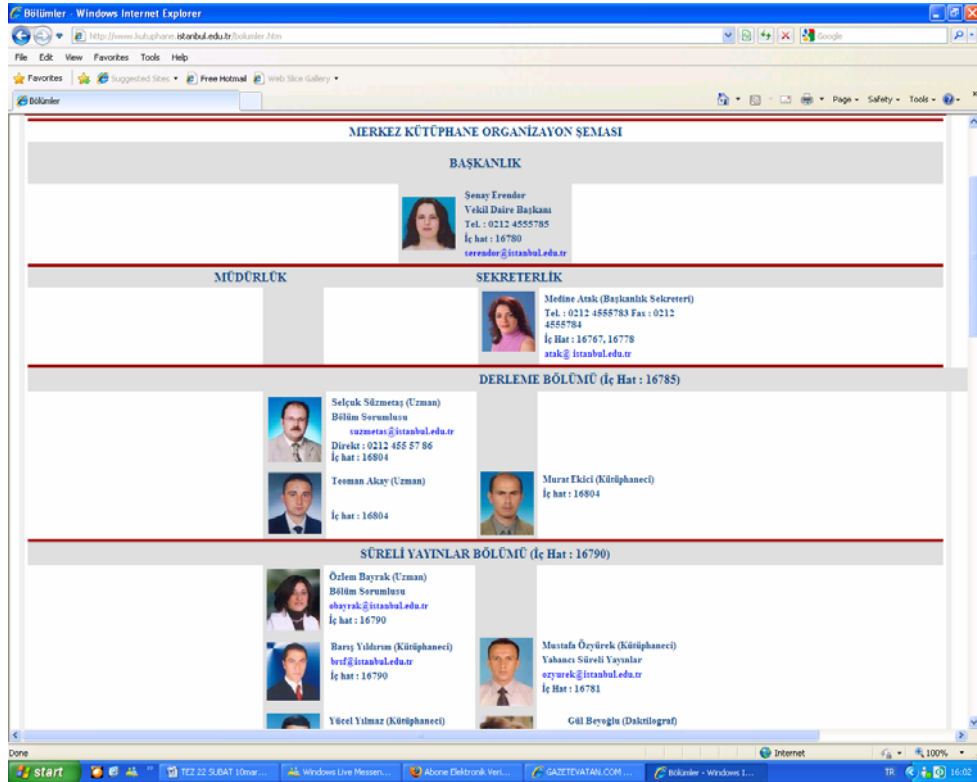 Bölümler - Windows Internet Explorer
http://www.kutuphane.istanbul.edu.tr/bolumler.htm
Google
File Edit View Favorites Tools Help
Favorites Suggested Sites Free Hotmail Web Slice Gallery
Bölümler
Page Safety Tools
MERKEZ KÜTÜPHANE ORGANİZAYON ŞEMASI
BAŞKANLIK
Şenay Erendor
Vekil Daire Başkanı
Tel. : 0212 4555785
İç hat : 16780
serendor@istanbul.edu.tr
MÜDÜRLÜK
SEKRETERLİK
Medine Atak (Başkanlık Sekreteri)
Tel. : 0212 4555783 Fax : 0212
4555784
İç Hat : 16767, 16778
atak@ istanbul.edu.tr
DERLEME BÖLÜMÜ (İç Hat : 16785)
Selçuk Süzmetaş (Uzman)
Bölüm Sorumlusu
suzmetas@istanbul.edu.tr
Direkt : 0212 455 57 86
İç hat : 16804
Teoman Akay (Uzman)
İç hat : 16804
Murat Ekici (Kütüphaneci)
İç hat : 16804
SÜRELİ YAYINLAR BÖLÜMÜ (İç Hat : 16790)
Özlem Bayrak (Uzman)
Bölüm Sorumlusu
obayrak@istanbul.edu.tr
İç hat : 16790
Barış Yıldırım (Kütüphaneci)
brsf@istanbul.edu.tr
İç hat : 16790
Mustafa Özyürek (Kütüphaneci)
Yabancı Süreli Yayınlar
ozyurek@istanbul.edu.tr
İç Hat : 16781
Yücel Yılmaz (Kütüphaneci)
Gül Beyoğlu (Daktilograf)
Done
Internet
100%
start
TEZ 22 SUBAT 10mar...
Windows Live Messen...
Abone Elektronik Veri...
GAZETEVATAN.COM ...
Bölümler - Windows I...
TR